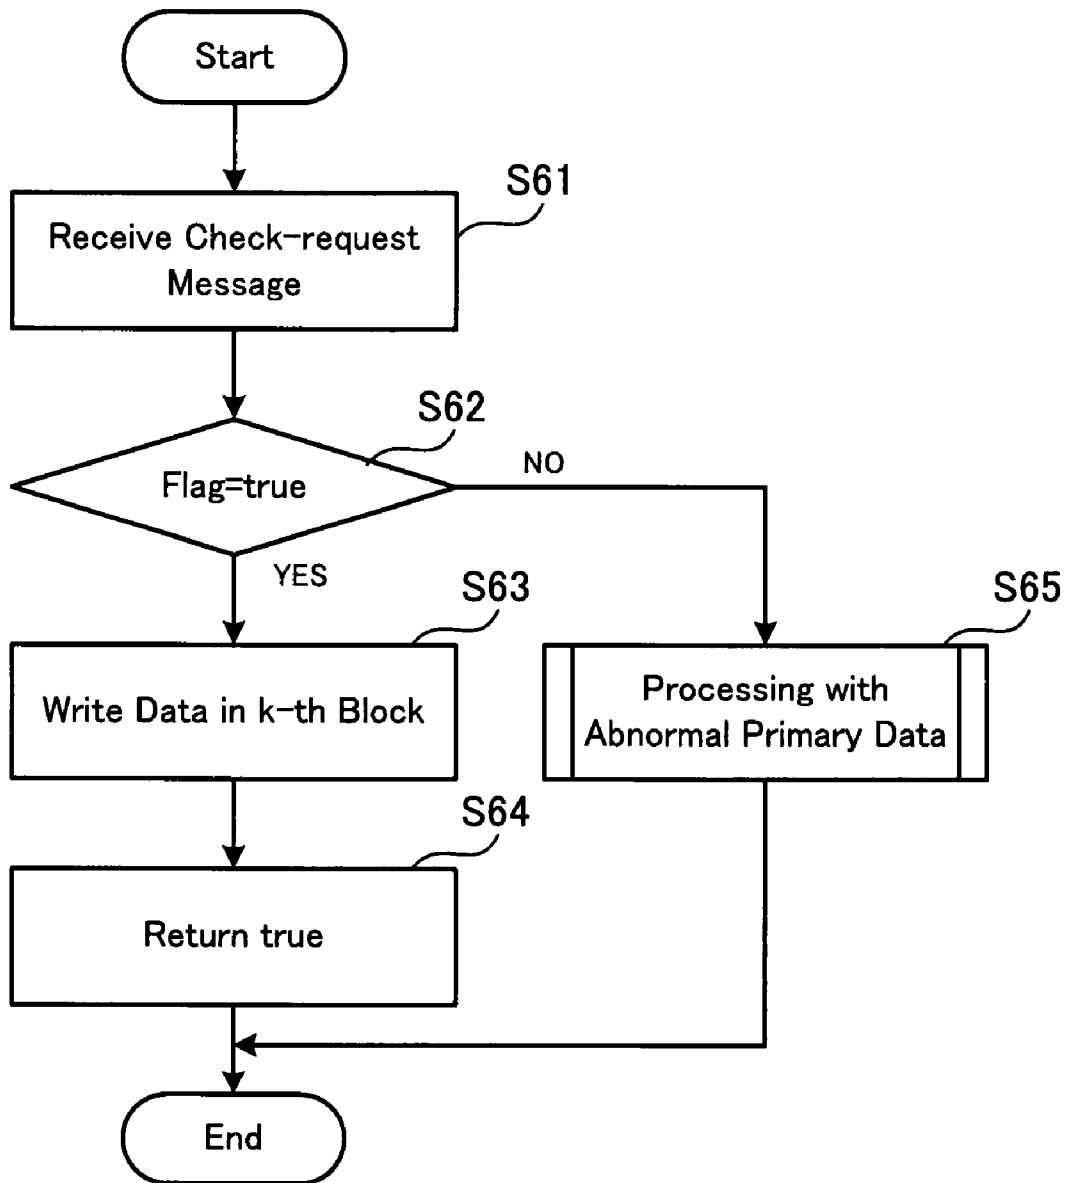 Start
S61
Receive Check-request
Message
S62
Flag=true
NO
YES
S63
Write Data in k-th Block
S65
Processing with
Abnormal Primary Data
S64
Return true
End